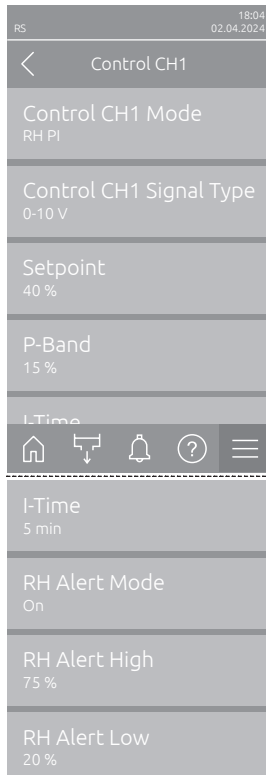 18:04
RS 02.04.2024
Control CH1
Control CH1 Mode
RH PI
Control CH1 Signal Type
0-10 V
Setpoint
40 %
P-Band
15 %
I-Time
?
I-Time
5 min
RH Alert Mode
On
RH Alert High
75 %
RH Alert Low
20 %